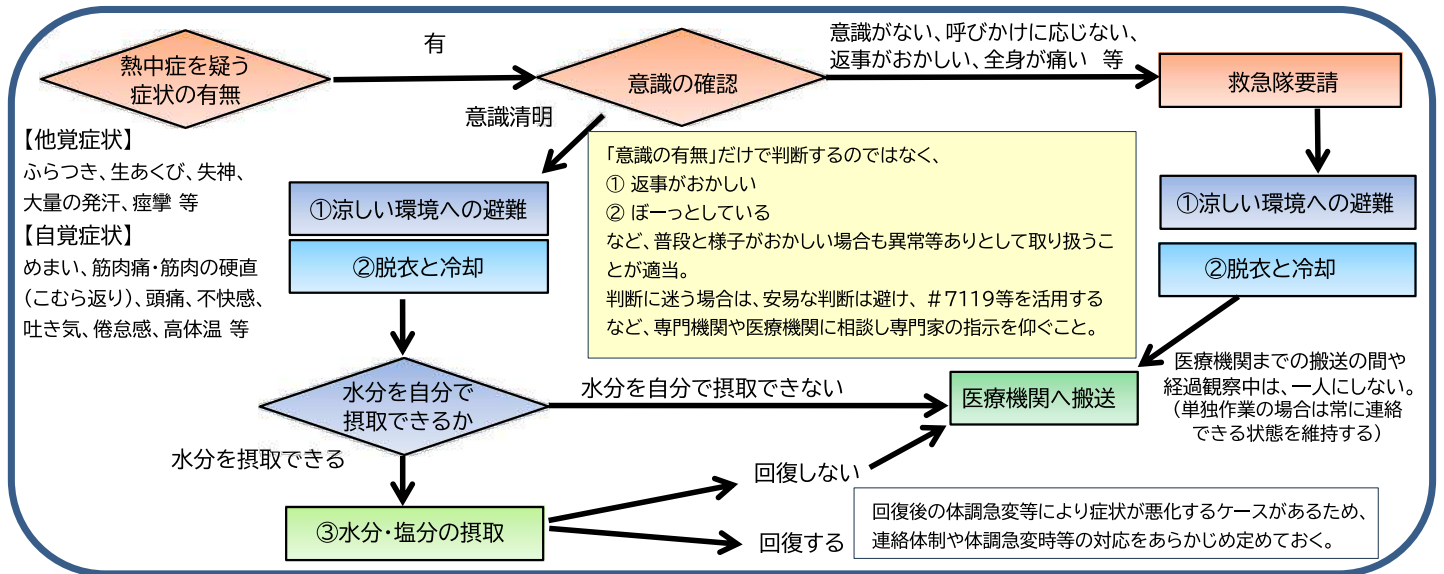 熱中症を疑う
症状の有無
有
意識の確認
意識がない、呼びかけに応じない、
返事がおかしい、全身が痛い 等
救急隊要請
意識清明
【他覚症状】
ふらつき、生あくび、失神、
大量の発汗、痙攣 等
【自覚症状】
めまい、筋肉痛・筋肉の硬直
（こむら返り）、頭痛、不快感、
吐き気、倦怠感、高体温 等
①涼しい環境への避難
②脱衣と冷却
「意識の有無」だけで判断するのではなく、
① 返事がおかしい
② ぼーっとしている
など、普段と様子がおかしい場合も異常等ありとして取り扱うこ
とが適当。
判断に迷う場合は、安易な判断は避け、＃7119等を活用する
など、専門機関や医療機関に相談し専門家の指示を仰ぐこと。
①涼しい環境への避難
②脱衣と冷却
水分を自分で
摂取できるか
水分を自分で摂取できない
医療機関へ搬送
医療機関までの搬送の間や
経過観察中は、一人にしない。
（単独作業の場合は常に連絡
できる状態を維持する）
水分を摂取できる
③水分・塩分の摂取
回復しない
回復する
回復後の体調急変等により症状が悪化するケースがあるため、
連絡体制や体調急変時等の対応をあらかじめ定めておく。